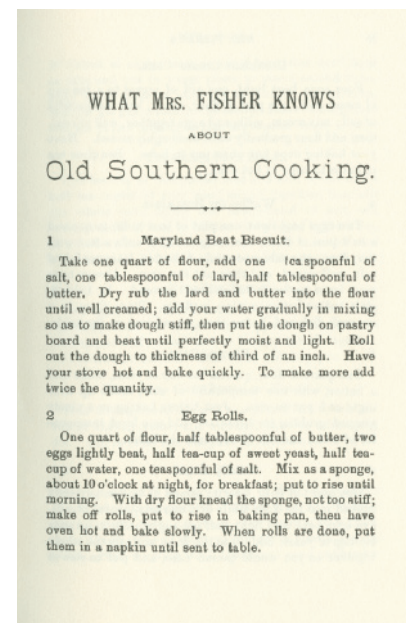 WHAT MRS. FISHER KNOWS
ABOUT
Old Southern Cooking.
1 Maryland Beat Biscuit.
Take one quart of flour, add one teaspoonful of
salt, one tablespoonful of lard, half tablespoonful of
butter. Dry rub the lard and butter into the flour
until well creamed; add your water gradually in mixing
so as to make dough stiff, then put the dough on pastry
board and beat until perfectly moist and light. Roll
out the dough to thickness of third of an inch. Have
your stove hot and bake quickly. To make more add
twice the quantity.
2 Egg Rolls.
One quart of flour, half tablespoonful of butter, two
eggs lightly beat, half tea-cup of sweet yeast, half tea-
cup of water, one teaspoonful of salt. Mix as a sponge,
about 10 o'clock at night, for breakfast; put to rise until
morning. With dry flour knead the sponge, not too stiff;
make off rolls, put to rise in baking pan, then have
oven hot and bake slowly. When rolls are done, put
them in a napkin until sent to table.